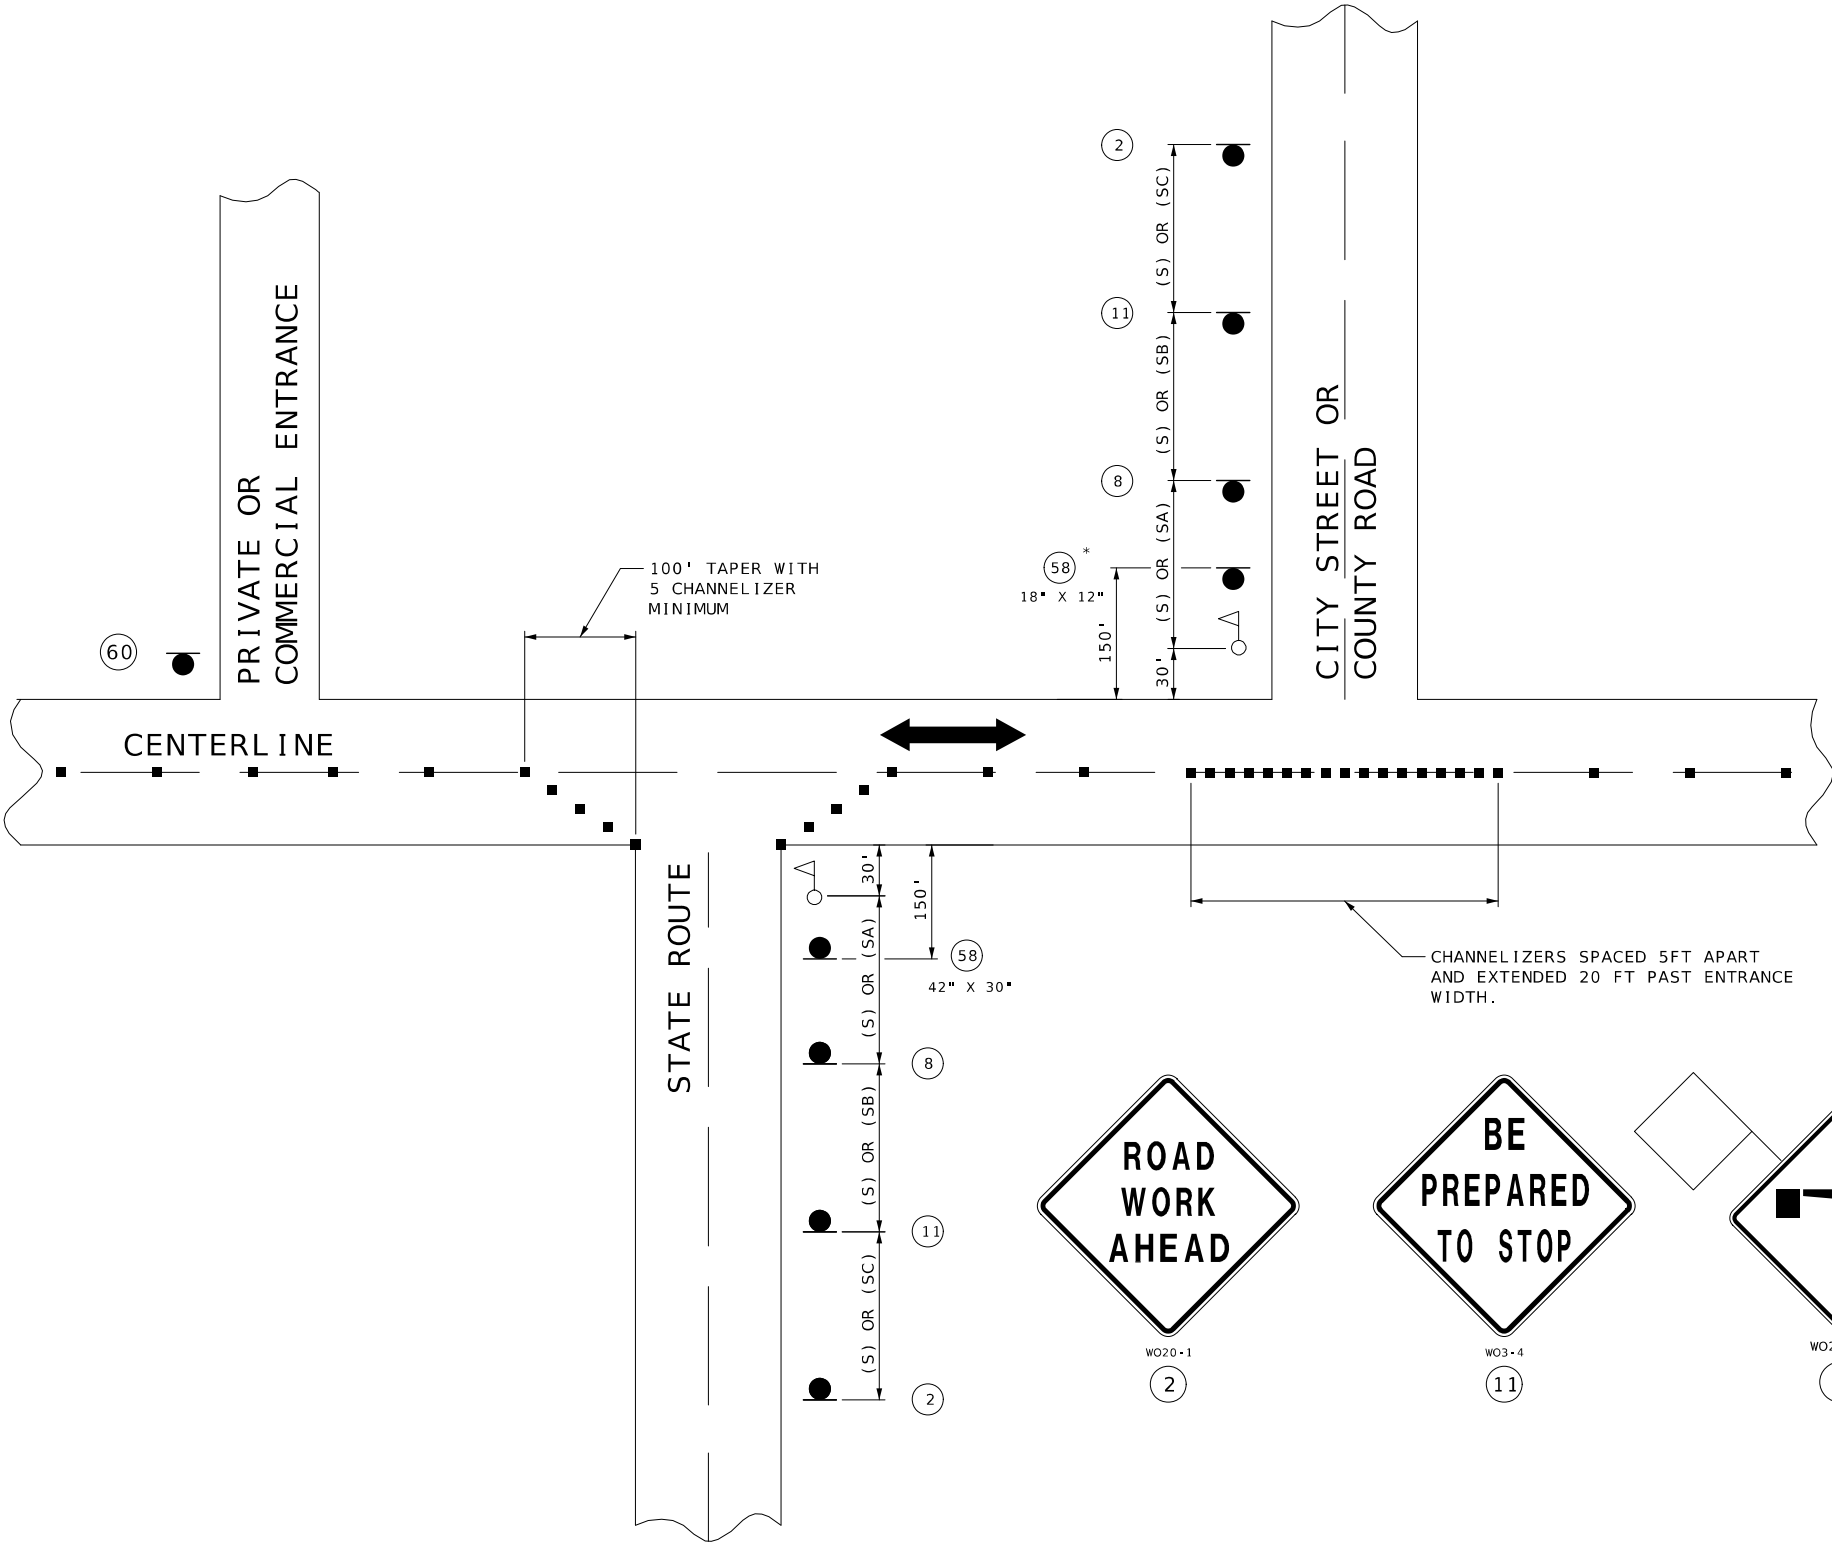 2
(S) OR (SC)
11
(S) OR (SB)
8
(S) OR (SA)
58 *
18" X 12"
150'
30'
CITY STREET OR
COUNTY ROAD
PRIVATE OR
COMMERCIAL ENTRANCE
60
100' TAPER WITH
5 CHANNELIZER
MINIMUM
CENTERLINE
STATE ROUTE
30'
150'
(S) OR (SA)
58
42" X 30"
8
(S) OR (SB)
11
(S) OR (SC)
2
CHANNELIZERS SPACED 5FT APART
AND EXTENDED 20 FT PAST ENTRANCE
WIDTH.
ROAD
WORK
AHEAD
WO20-1
2
BE
PREPARED
TO STOP
WO3-4
11